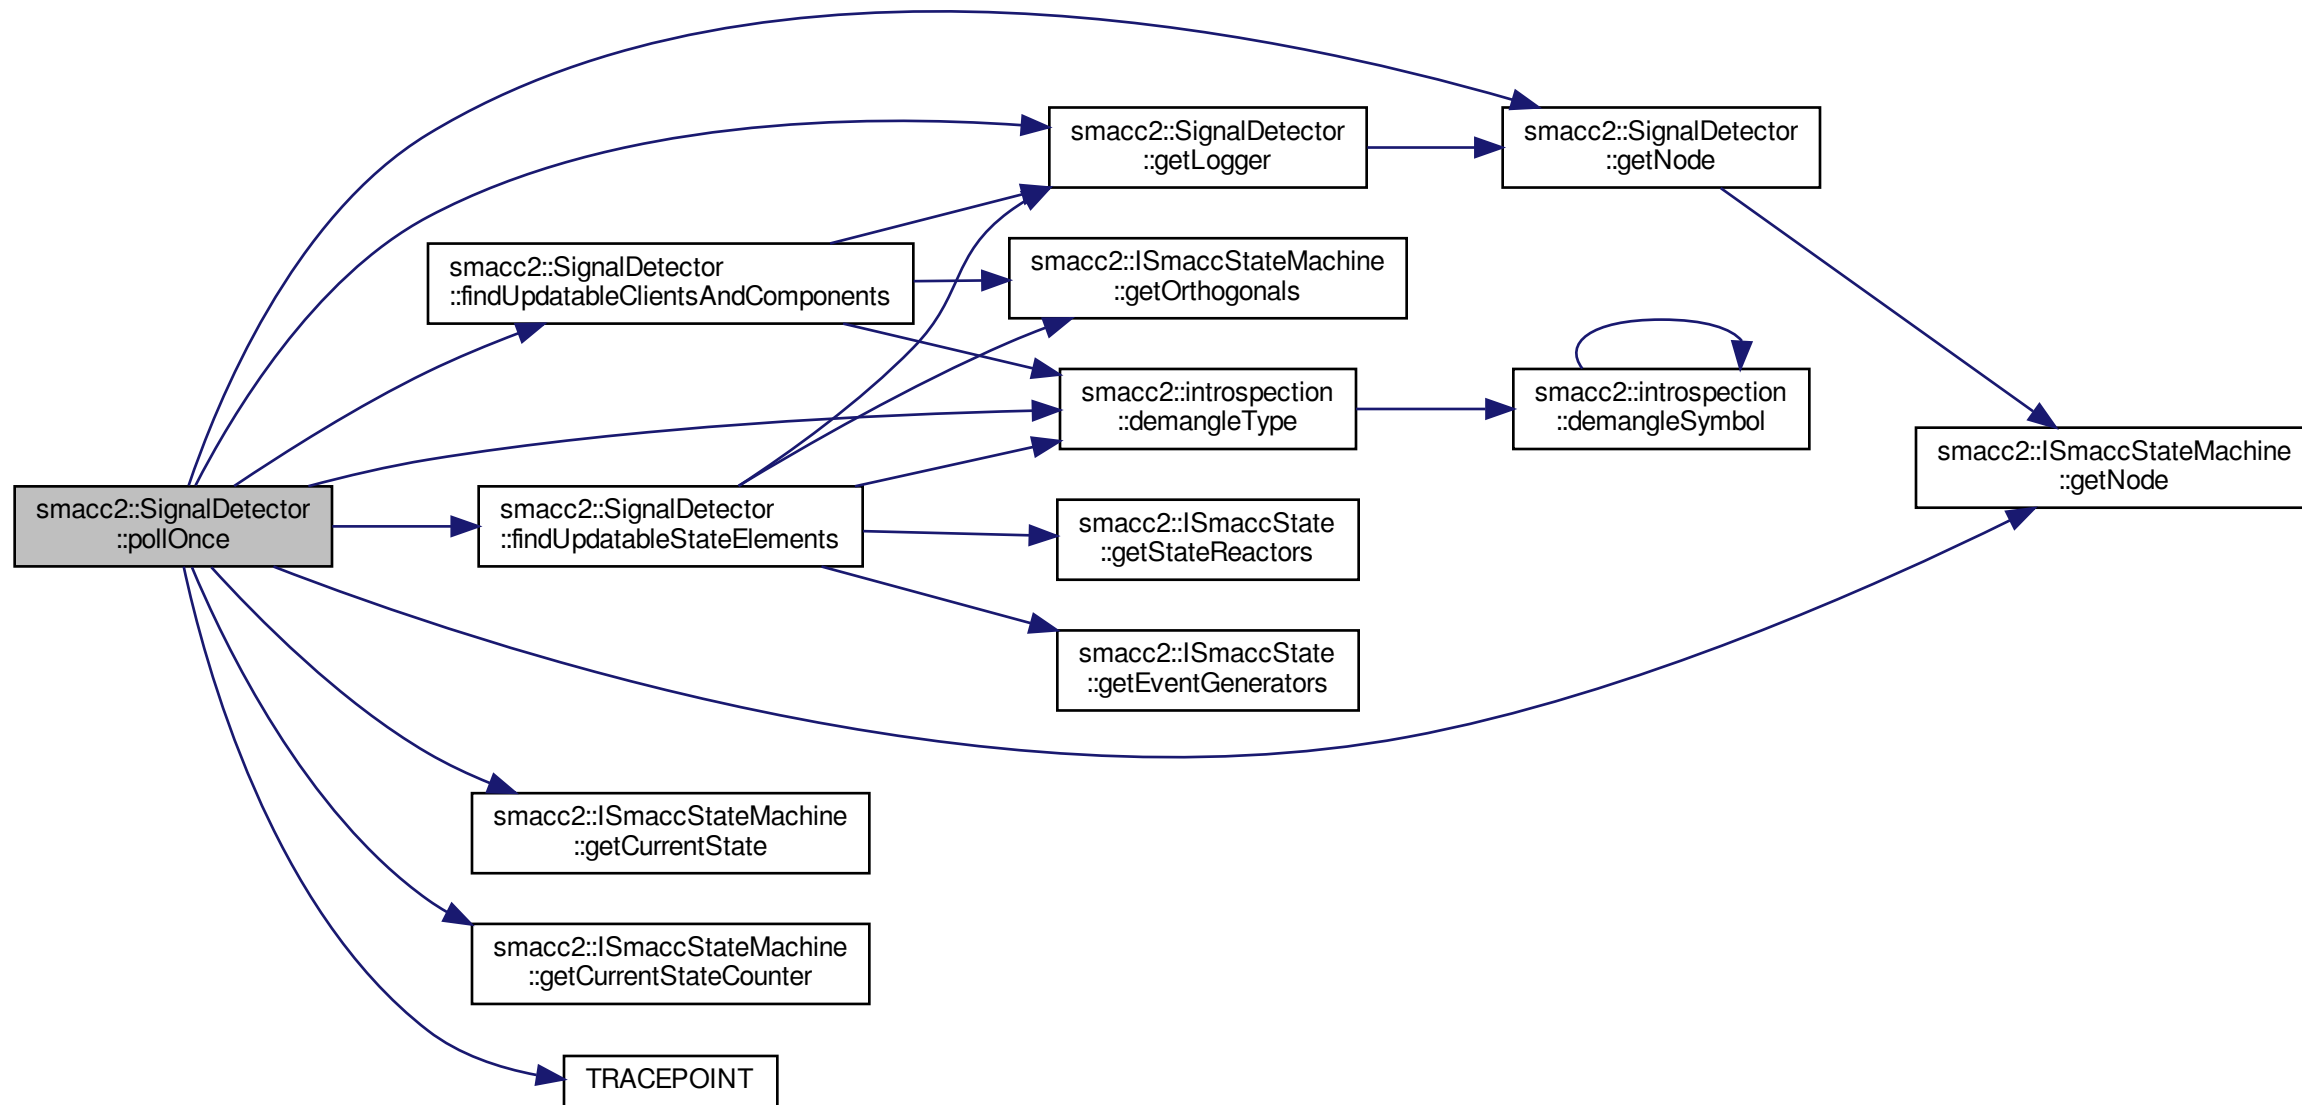 smacc2::SignalDetector
::pollOnce
smacc2::SignalDetector
::findUpdatableClientsAndComponents
smacc2::SignalDetector
::findUpdatableStateElements
smacc2::ISmaccStateMachine
::getCurrentState
smacc2::ISmaccStateMachine
::getCurrentStateCounter
TRACEPOINT
smacc2::SignalDetector
::getLogger
smacc2::ISmaccStateMachine
::getOrthogonals
smacc2::introspection
::demangleType
smacc2::ISmaccState
::getStateReactors
smacc2::ISmaccState
::getEventGenerators
smacc2::SignalDetector
::getNode
smacc2::introspection
::demangleSymbol
smacc2::ISmaccStateMachine
::getNode